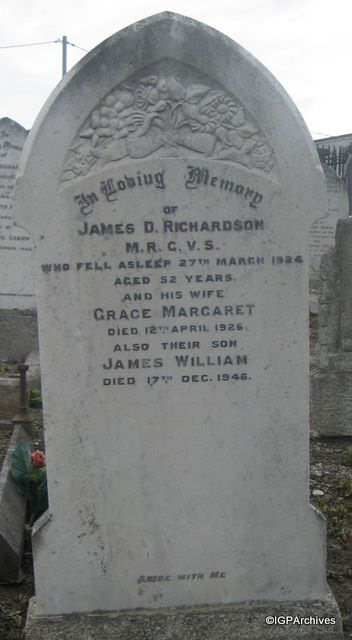 In Loving Memory
OF
JAMES D. RICHARDSON
M.R.C.V.S.
WHO FELL ASLEEP 27TH MARCH 1924
AGED 52 YEARS.
AND HIS WIFE
GRACE MARGARET
DIED 12TH APRIL 1926.
ALSO THEIR SON
JAMES WILLIAM
DIED 17TH DEC. 1946.
ABIDE WITH ME
©IGPArchives